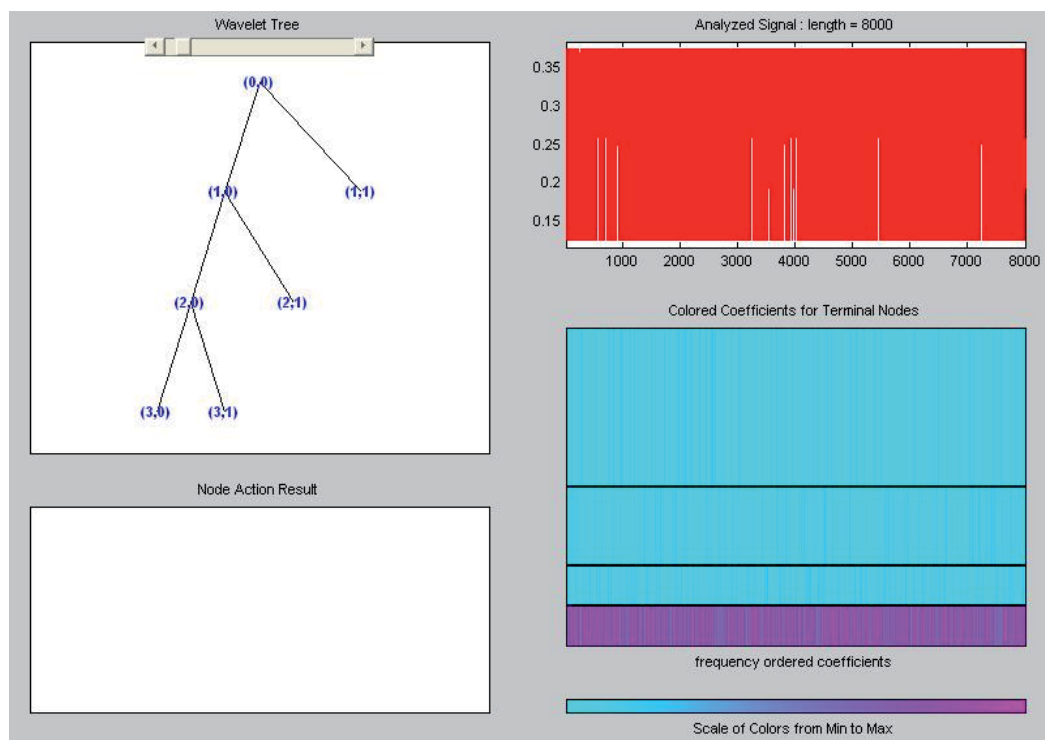 Wavelet Tree
(0,0)
(1,0) (1,1)
(2,0) (2,1)
(3,0) (3,1)
Node Action Result
Analyzed Signal : length = 8000
0.35
0.3
0.25
0.2
0.15
1000 2000 3000 4000 5000 6000 7000 8000
Colored Coefficients for Terminal Nodes
frequency ordered coefficients
Scale of Colors from Min to Max